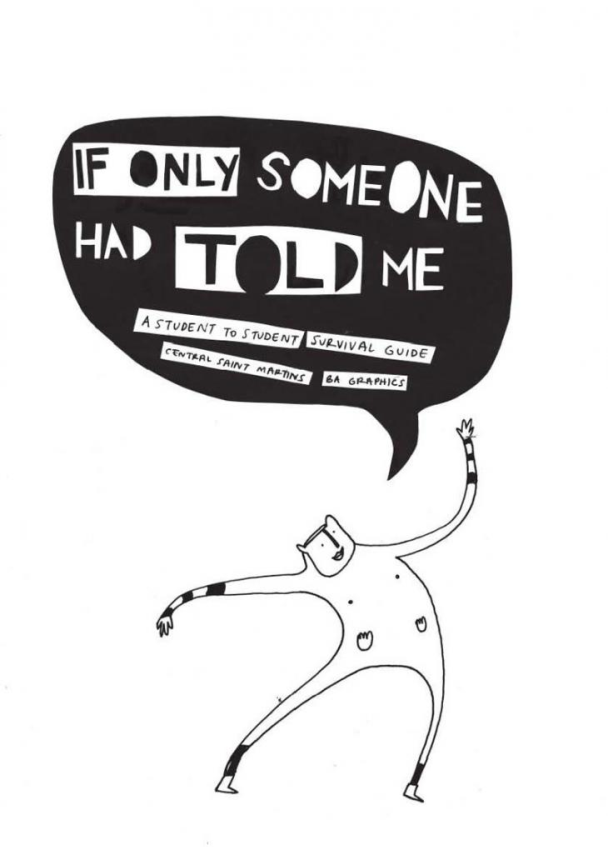 IF ONLY SOMEONE
HAD TOLD ME
A STUDENT TO STUDENT SURVIVAL GUIDE
CENTRAL SAINT MARTINS BA GRAPHICS